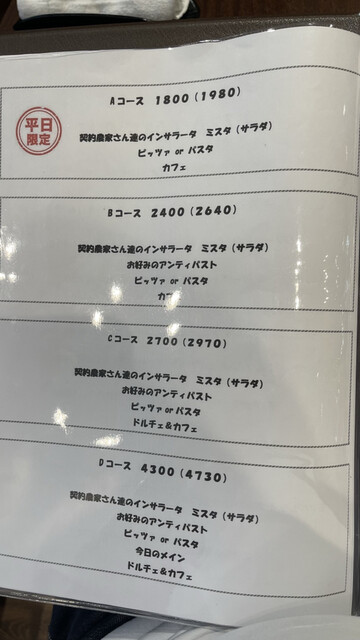 平日
限定
Aコース 1800(1980)
契約農家さん達のインサラータ ミスタ(サラダ)
ピッツァ or パスタ
カフェ
Bコース 2400(2640)
契約農家さん達のインサラータ ミスタ(サラダ)
お好みのアンティパスト
ピッツァ or パスタ
カフェ
Cコース 2700(2970)
契約農家さん達のインサラータ ミスタ(サラダ)
お好みのアンティパスト
ピッツァ or パスタ
ドルチェ&カフェ
Dコース 4300(4730)
契約農家さん達のインサラータ ミスタ(サラダ)
お好みのアンティパスト
ピッツァ or パスタ
今日のメイン
ドルチェ&カフェ